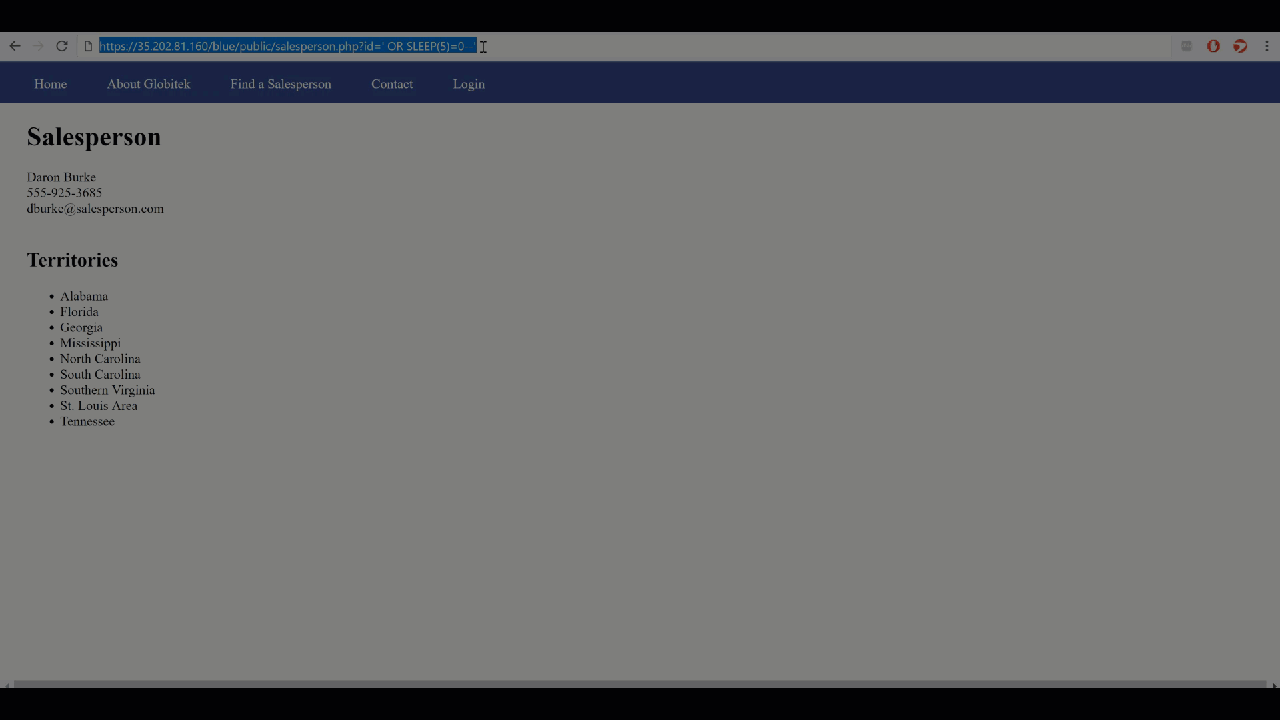 https://35.202.81.160/blue/public/salesperson.php?id=' OR SLEEP(5)=0--'
Home About Globitek Find a Salesperson Contact Login
Salesperson
Daron Burke
555-925-3685
dburke@salesperson.com
Territories
• Alabama
• Florida
• Georgia
• Mississippi
• North Carolina
• South Carolina
• Southern Virginia
• St. Louis Area
• Tennessee